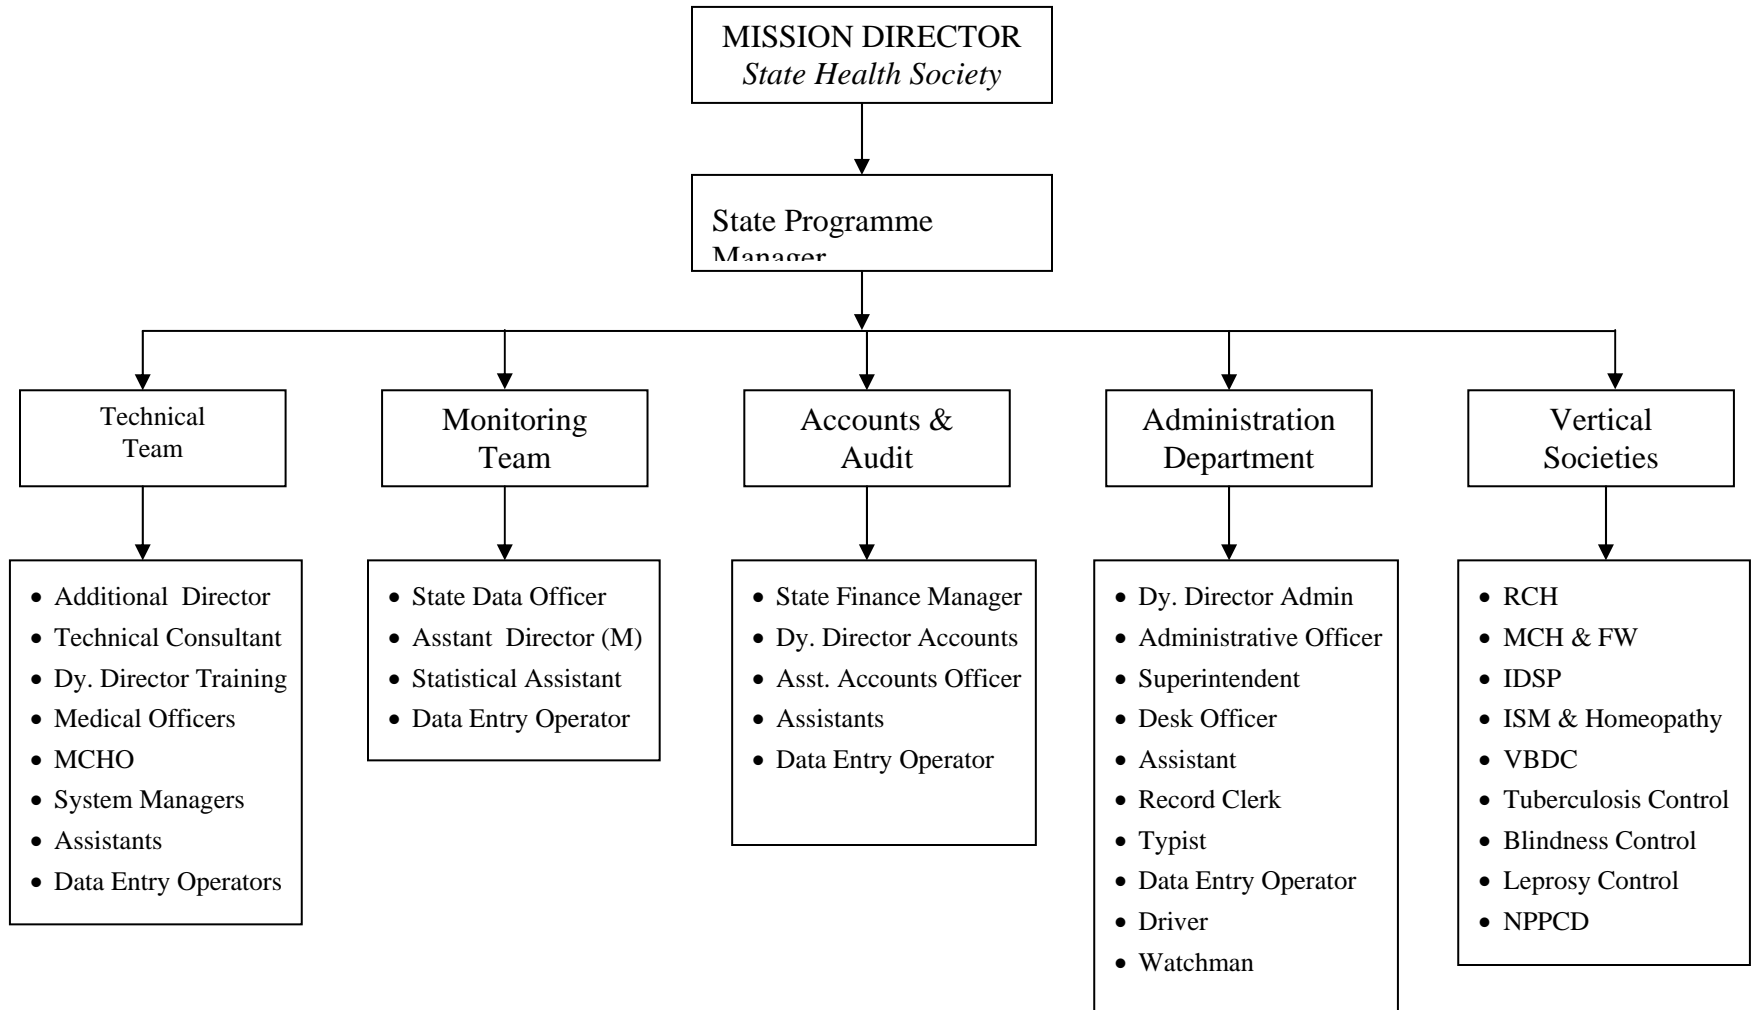 MISSION DIRECTOR
State Health Society
State Programme
Manager
Technical
Team
Monitoring
Team
Accounts &
Audit
Administration
Department
Vertical
Societies
• Additional Director
• Technical Consultant
• Dy. Director Training
• Medical Officers
• MCHO
• System Managers
• Assistants
• Data Entry Operators
• State Data Officer
• Asstant Director (M)
• Statistical Assistant
• Data Entry Operator
• State Finance Manager
• Dy. Director Accounts
• Asst. Accounts Officer
• Assistants
• Data Entry Operator
• Dy. Director Admin
• Administrative Officer
• Superintendent
• Desk Officer
• Assistant
• Record Clerk
• Typist
• Data Entry Operator
• Driver
• Watchman
• RCH
• MCH & FW
• IDSP
• ISM & Homeopathy
• VBDC
• Tuberculosis Control
• Blindness Control
• Leprosy Control
• NPPCD